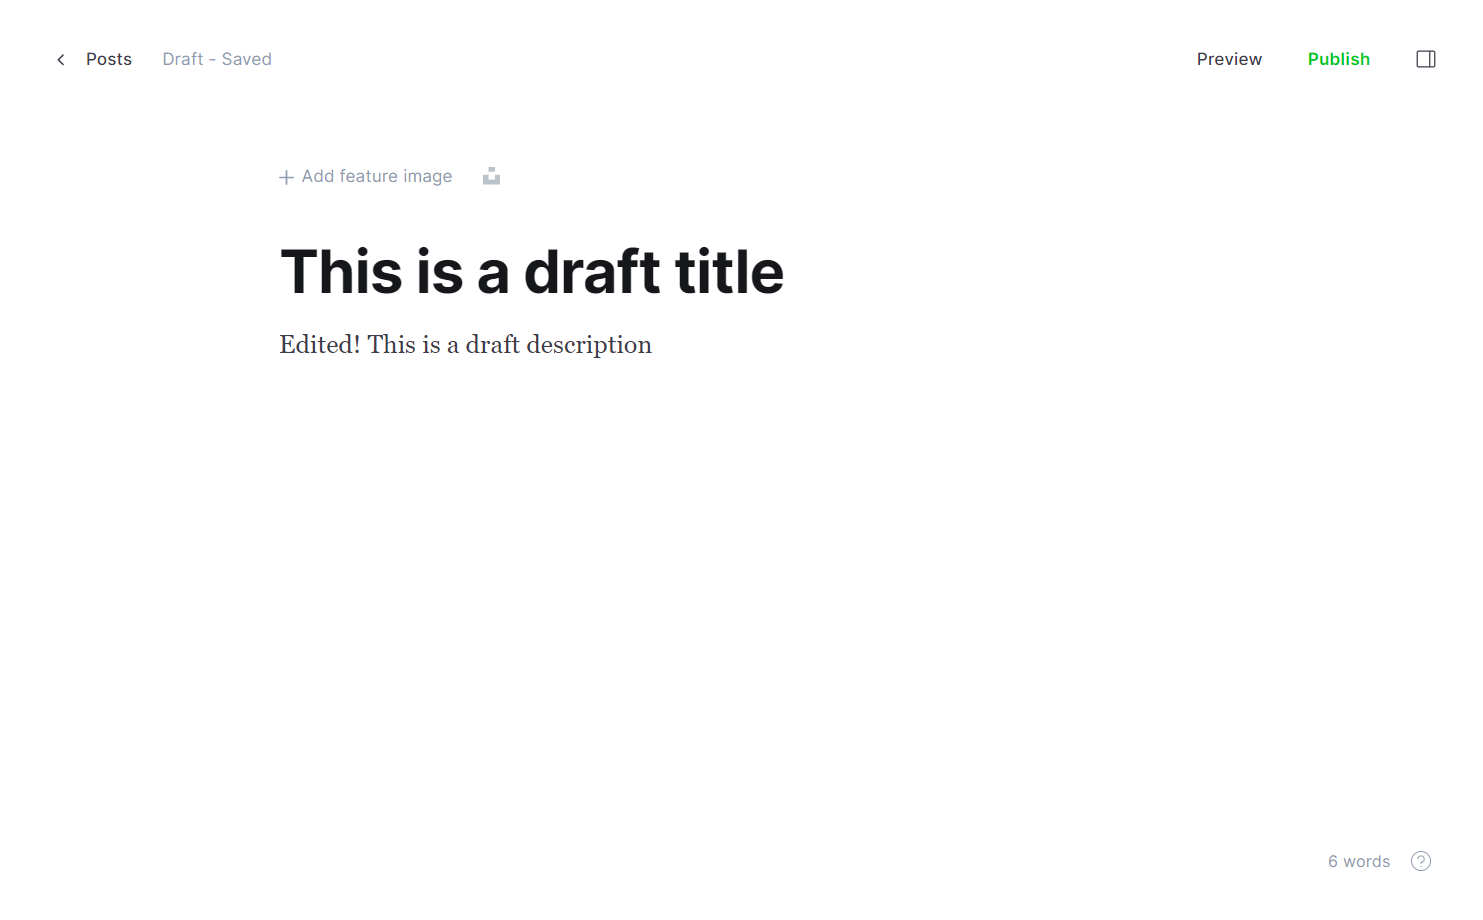 Posts Draft - Saved Preview Publish
Add feature image
This is a draft title
Edited! This is a draft description
6 words